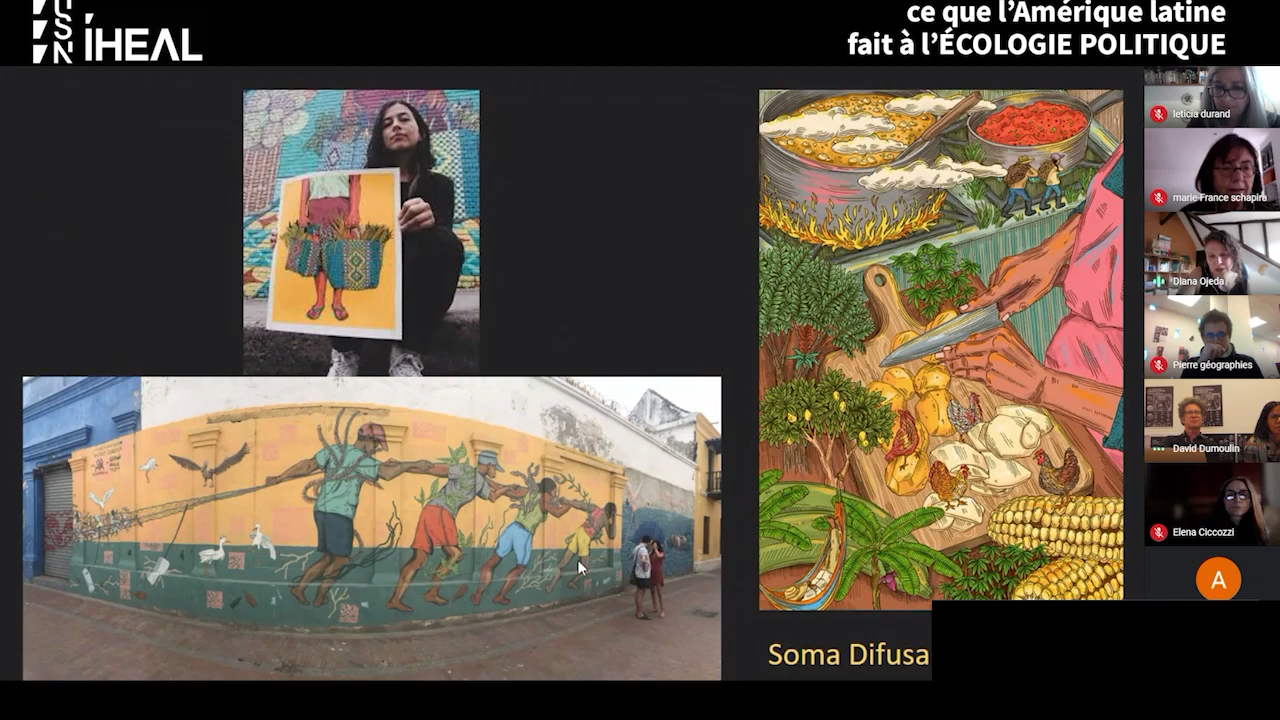 ÍHEAL
ce que l'Amérique latine
fait à l'ÉCOLOGIE POLITIQUE
leticia durand
marie-France schapira
Diana Ojeda
Pierre géographies
David Dumoulin
Elena Ciccozzi
A
Soma Difusa